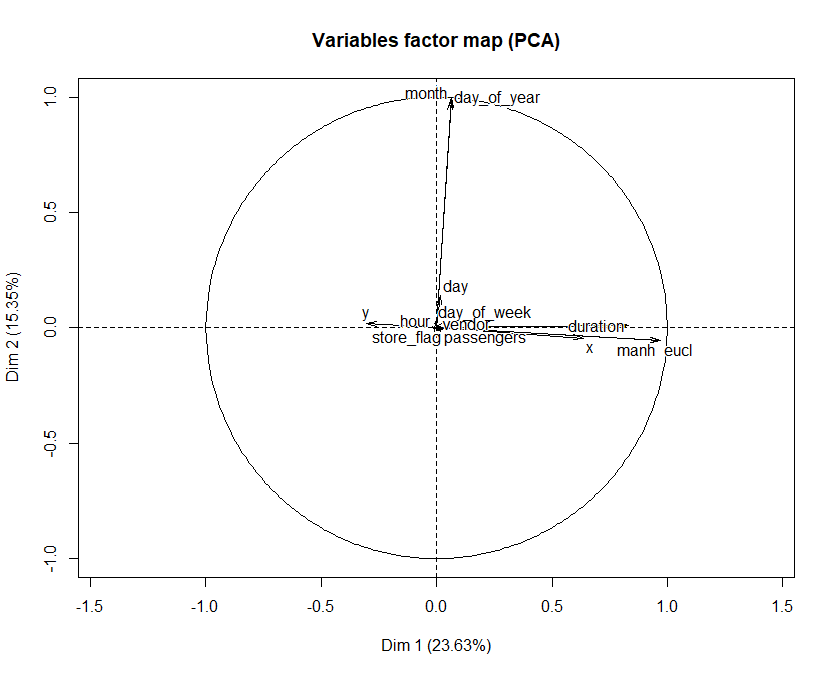 Variables factor map (PCA)
1.0
month
day_of_year
0.5
day
y
day_of_week
hour
vendor
duration
0.0
store_flag
passengers
x
manh
eucl
Dim 2 (15.35%)
-0.5
-1.0
-1.5
-1.0
-0.5
0.0
0.5
1.0
1.5
Dim 1 (23.63%)